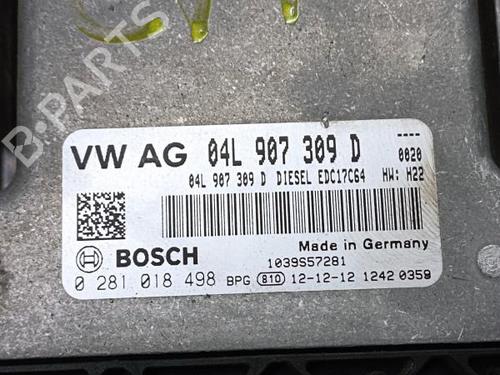 B-PARTS
VW AG 04L 907 309 D ----
0020
04L 907 309 D DIESEL EDC17C64 HW: H22
BOSCH Made in Germany
1039S57281
0 281 018 498 BPG 810 12-12-12 1242 0359